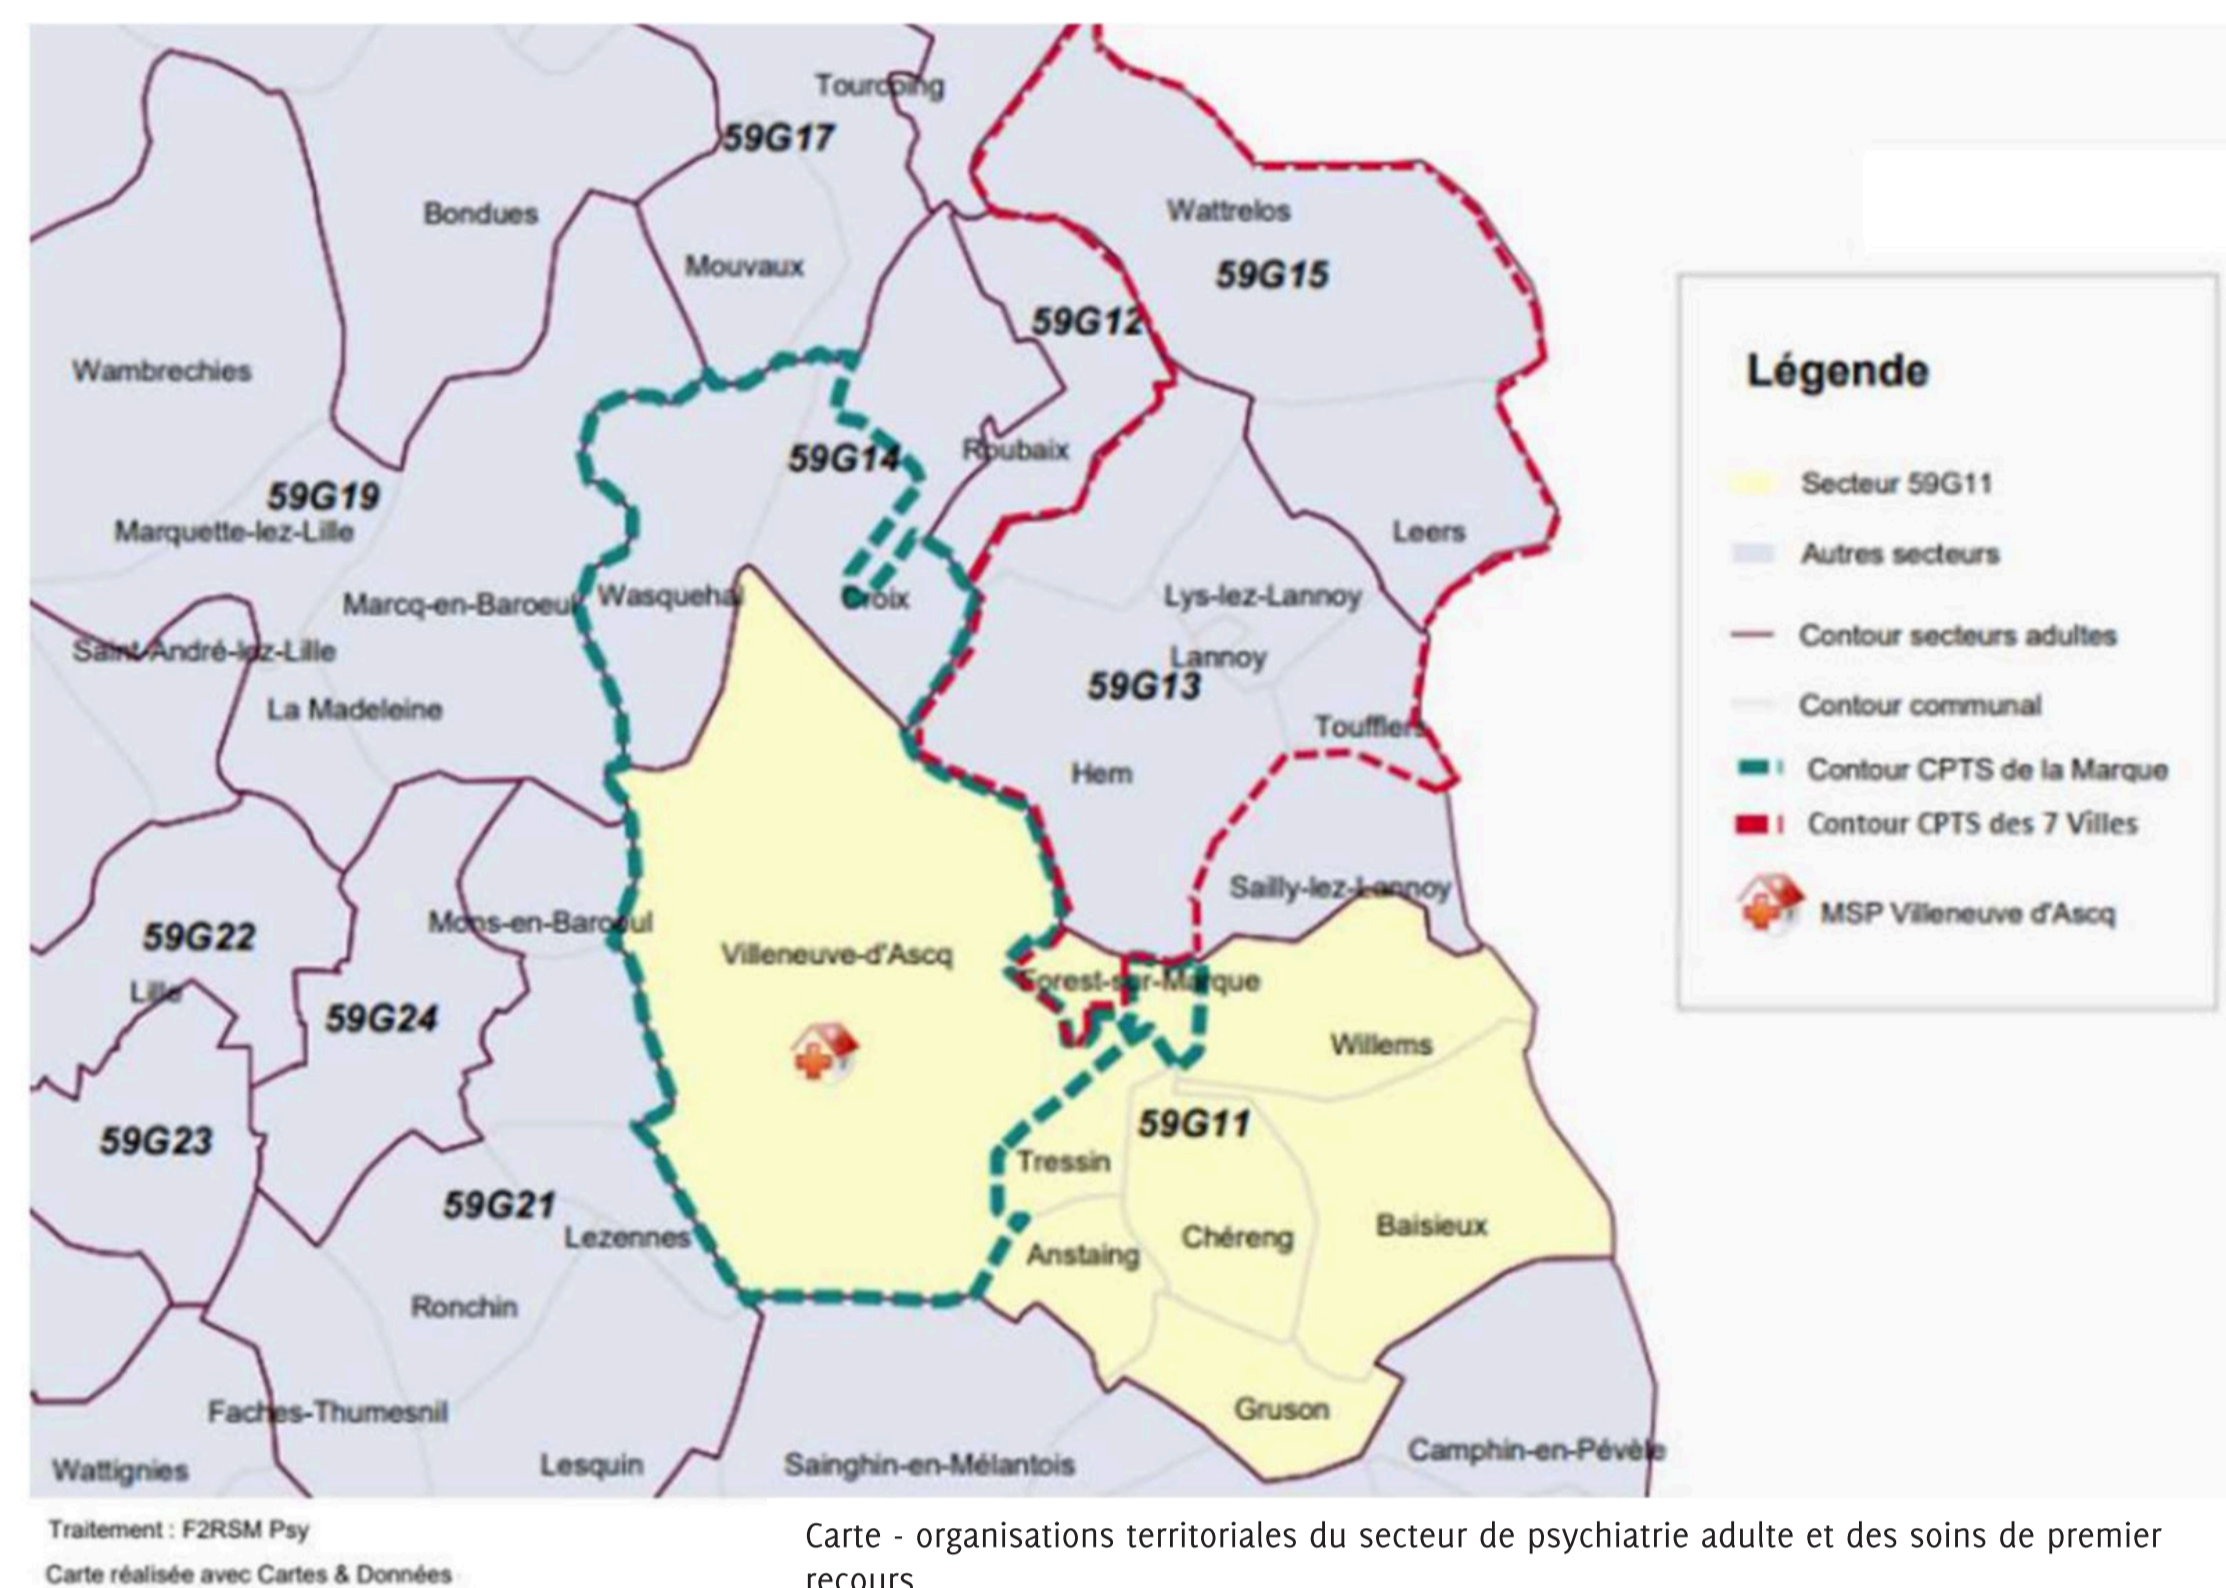 Tourcoing
59G17
Bondues
Wattrelos
Mouvaux
59G15
59G12
Wambrechies
Légende
59G14
Roubaix
Secteur 59G11
59G19
Marquette-lez-Lille
Leers
Autres secteurs
Marcq-en-Baroeul
Wasquehal
Croix
Lys-lez-Lannoy
Contour secteurs adultes
Saint-André-lez-Lille
Lannoy
59G13
La Madeleine
Contour communal
Toufflers
Hem
Contour CPTS de la Marque
Contour CPTS des 7 Villes
Sailly-lez-Lannoy
MSP Villeneuve d'Ascq
59G22
Mons-en-Baroeul
Villeneuve-d'Ascq
Lille
Forest-sur-Marque
59G24
Willems
59G23
59G11
Tressin
59G21
Lezennes
Anstaing
Chéreng
Baisieux
Ronchin
Faches-Thumesnil
Gruson
Wattignies
Lesquin
Sainghin-en-Mélantois
Camphin-en-Pévèle
Traitement : F2RSM Psy
Carte réalisée avec Cartes & Données
Carte - organisations territoriales du secteur de psychiatrie adulte et des soins de premier
recours